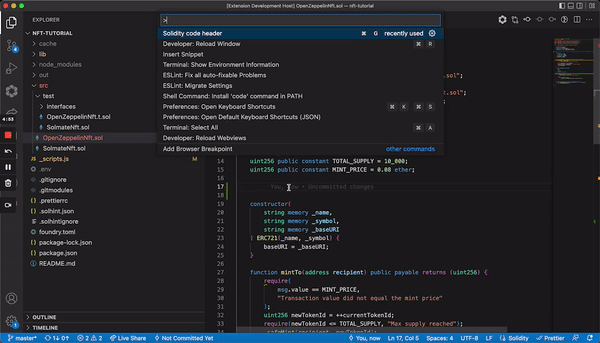 [Extension Development Host] OpenZeppelinNft.sol — nft-tutorial
EXPLORER
NFT-TUTORIAL
cache
lib
node_modules
out
src
test
interfaces
OpenZeppelinNft.t.sol
SolmateNft.sol
OpenZeppelinNft.sol
SolmateNft.sol
_scripts.js
.env
.gitignore
.gitmodules
.prettierrc
.solhint.json
.solhintignore
foundry.toml
package-lock.json
package.json
README.md
OUTLINE
TIMELINE
4:53
>
Solidity code header ⌘ G recently used
Developer: Reload Window ⌘ R
Insert Snippet
Terminal: Show Environment Information
ESLint: Fix all auto-fixable Problems
ESLint: Migrate Settings
Shell Command: Install 'code' command in PATH
Preferences: Open Keyboard Shortcuts ⌘ K ⌘ S
Preferences: Open Default Keyboard Shortcuts (JSON)
Terminal: Select All ⌘ A
Developer: Reload Webviews
Add Browser Breakpoint other commands
14
15 uint256 public constant TOTAL_SUPPLY = 10_000;
16 uint256 public constant MINT_PRICE = 0.08 ether;
17 You, now • Uncommitted changes
18
19 constructor(
20 string memory _name,
21 string memory _symbol,
22 string memory _baseURI
23 ) ERC721(_name, _symbol) {
24 baseURI = _baseURI;
25 }
26
27 function mintTo(address recipient) public payable returns (uint256) {
28 require(
29 msg.value == MINT_PRICE,
30 "Transaction value did not equal the mint price"
31 );
32 uint256 newTokenId = ++currentTokenId;
33 require(newTokenId <= TOTAL_SUPPLY, "Max supply reached");
master* 2 2 Live Share Not Committed Yet You, now Ln 17, Col 5 Spaces: 4 UTF-8 LF Solidity Prettier